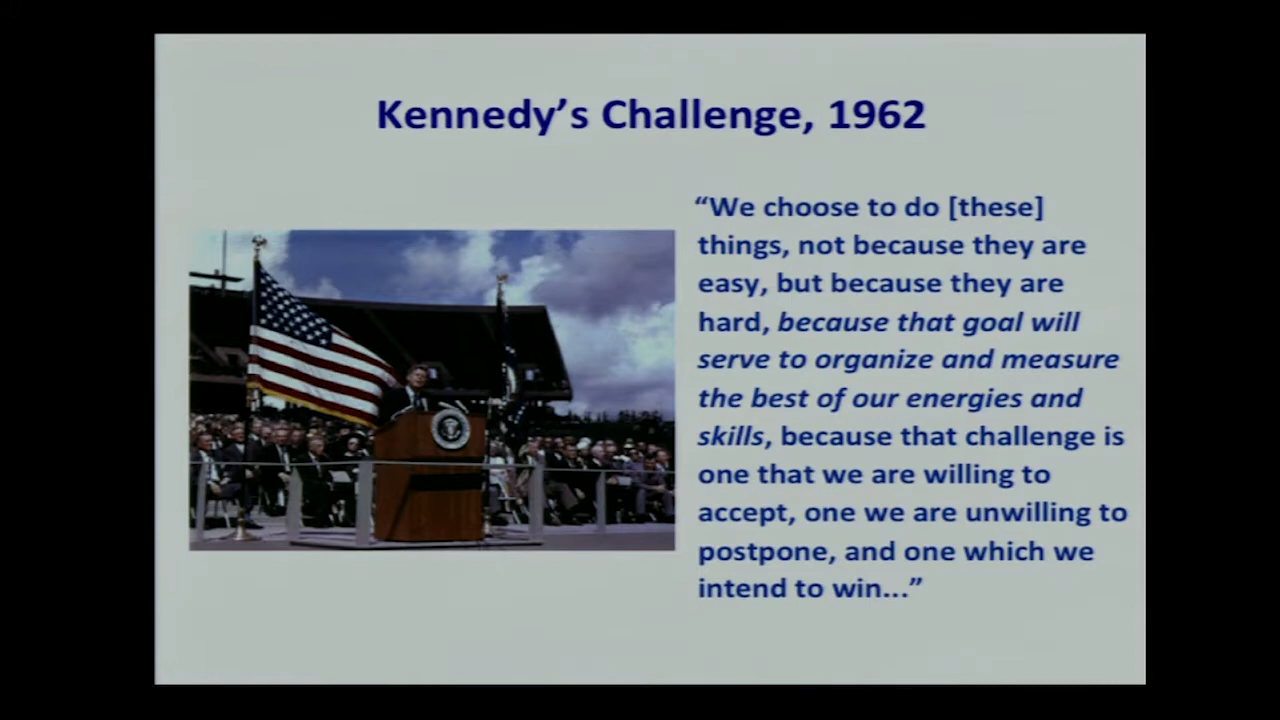 Kennedy’s Challenge, 1962
“We choose to do [these]
things, not because they are
easy, but because they are
hard, because that goal will
serve to organize and measure
the best of our energies and
skills, because that challenge is
one that we are willing to
accept, one we are unwilling to
postpone, and one which we
intend to win...”